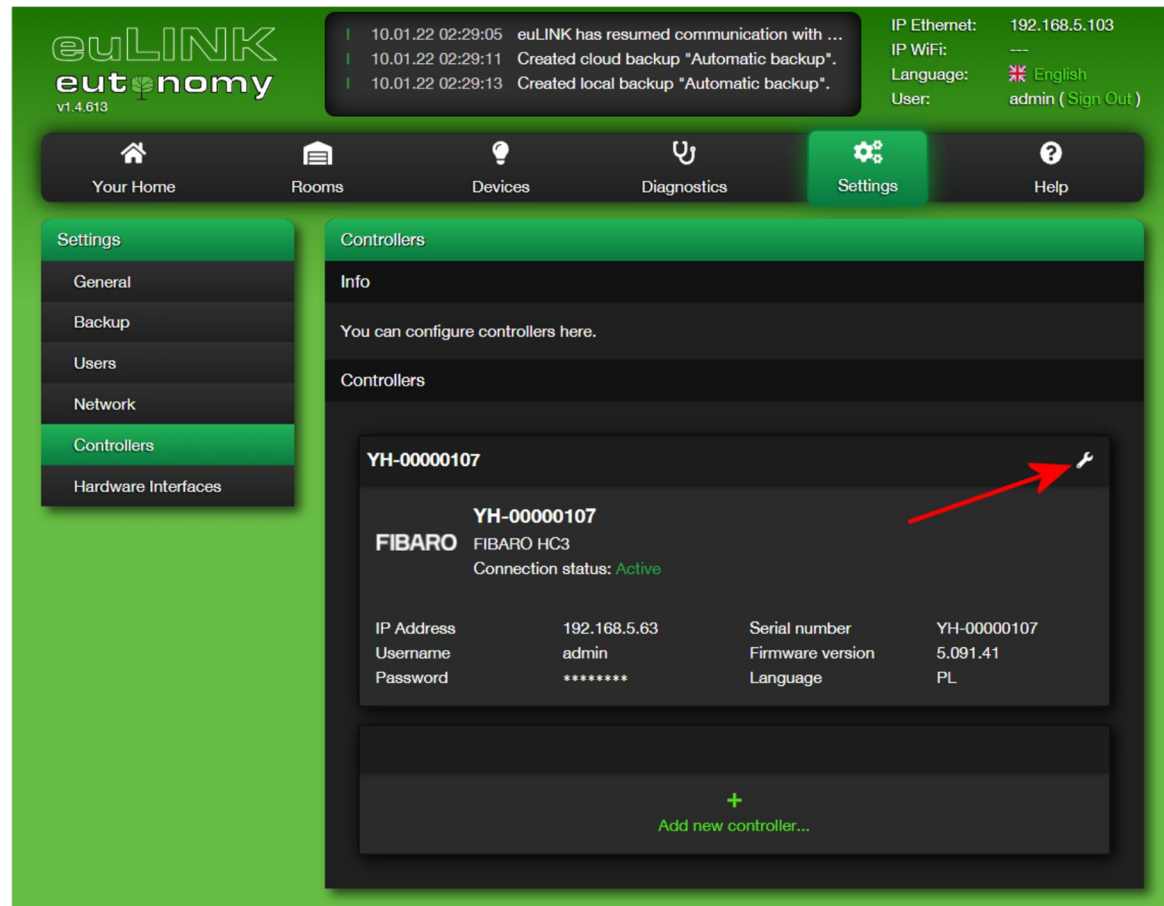 euLINK
eutonomy
v1.4.613
10.01.22 02:29:05 euLINK has resumed communication with ...
10.01.22 02:29:11 Created cloud backup "Automatic backup".
10.01.22 02:29:13 Created local backup "Automatic backup".
IP Ethernet: 192.168.5.103
IP WiFi: ---
Language: English
User: admin ( Sign Out )
Your Home
Rooms
Devices
Diagnostics
Settings
Help
Settings
General
Backup
Users
Network
Controllers
Hardware Interfaces
Controllers
Info
You can configure controllers here.
Controllers
YH-00000107
YH-00000107
FIBARO
FIBARO HC3
Connection status: Active
IP Address 192.168.5.63 Serial number YH-00000107
Username admin Firmware version 5.091.41
Password ******** Language PL
+
Add new controller...